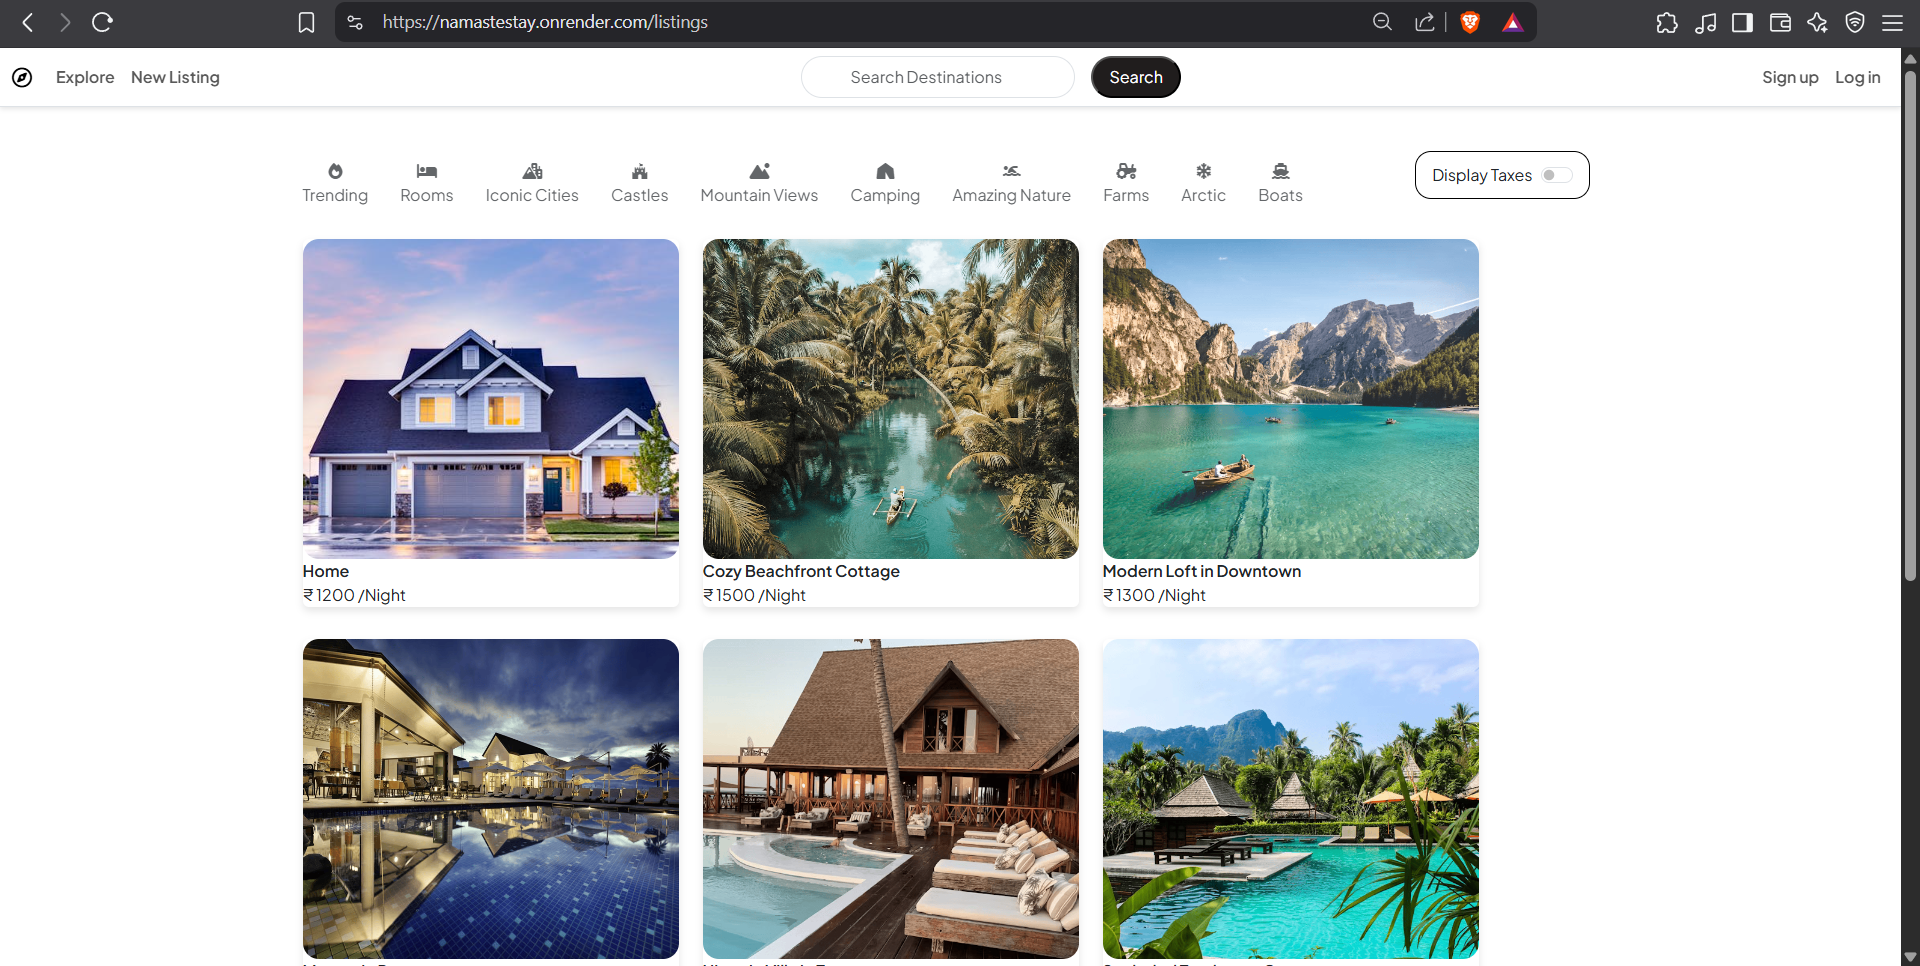 https://namastestay.onrender.com/listings
Explore New Listing Search Destinations Search Sign up Log in
Trending Rooms Iconic Cities Castles Mountain Views Camping Amazing Nature Farms Arctic Boats Display Taxes
Home
₹ 1200 /Night
Cozy Beachfront Cottage
₹ 1500 /Night
Modern Loft in Downtown
₹ 1300 /Night